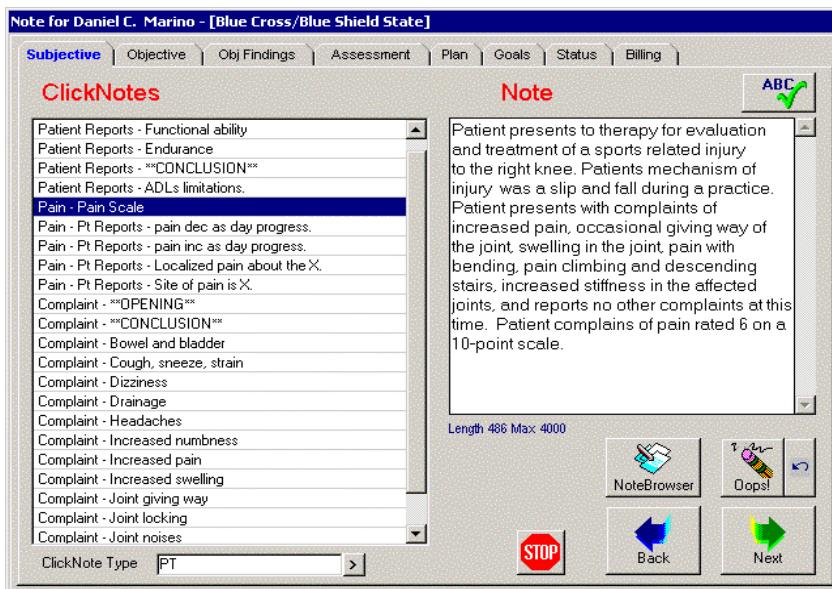 Note for Daniel C. Marino - [Blue Cross/Blue Shield State]
Subjective Objective Obj Findings Assessment Plan Goals Status Billing
ClickNotes
Patient Reports - Functional ability
Patient Reports - Endurance
Patient Reports - **CONCLUSION**
Patient Reports - ADLs limitations.
Pain - Pain Scale
Pain - Pt Reports - pain dec as day progress.
Pain - Pt Reports - pain inc as day progress.
Pain - Pt Reports - Localized pain about the X.
Pain - Pt Reports - Site of pain is X.
Complaint - **OPENING**
Complaint - **CONCLUSION**
Complaint - Bowel and bladder
Complaint - Cough, sneeze, strain
Complaint - Dizziness
Complaint - Drainage
Complaint - Headaches
Complaint - Increased numbness
Complaint - Increased pain
Complaint - Increased swelling
Complaint - Joint giving way
Complaint - Joint locking
Complaint - Joint noises
ClickNote Type PT >
Note
ABC
Patient presents to therapy for evaluation
and treatment of a sports related injury
to the right knee. Patients mechanism of
injury was a slip and fall during a practice.
Patient presents with complaints of
increased pain, occasional giving way of
the joint, swelling in the joint, pain with
bending, pain climbing and descending
stairs, increased stiffness in the affected
joints, and reports no other complaints at this
time. Patient complains of pain rated 6 on a
10-point scale.
Length 486 Max 4000
NoteBrowser
Oops!
STOP
Back
Next